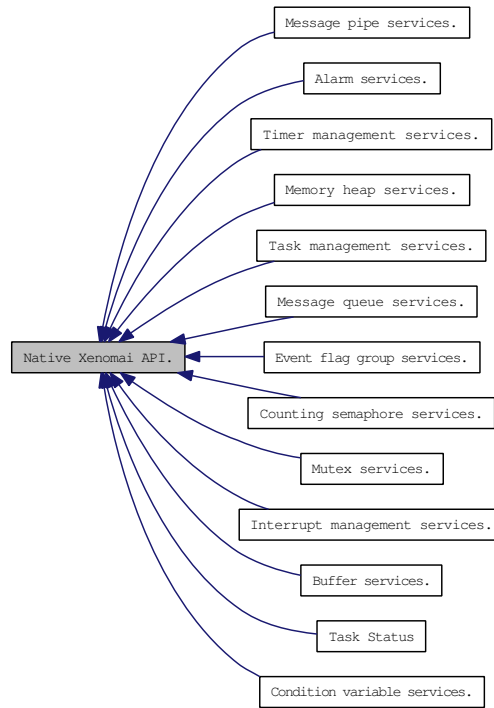 Message pipe services.
Alarm services.
Timer management services.
Memory heap services.
Task management services.
Message queue services.
Native Xenomai API.
Event flag group services.
Counting semaphore services.
Mutex services.
Interrupt management services.
Buffer services.
Task Status
Condition variable services.